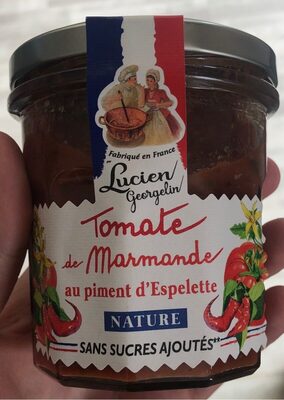 Fabriqué en France
Lucien
Georgelin
Tomate
de Marmande
au piment d'Espelette
NATURE
SANS SUCRES AJOUTÉS**